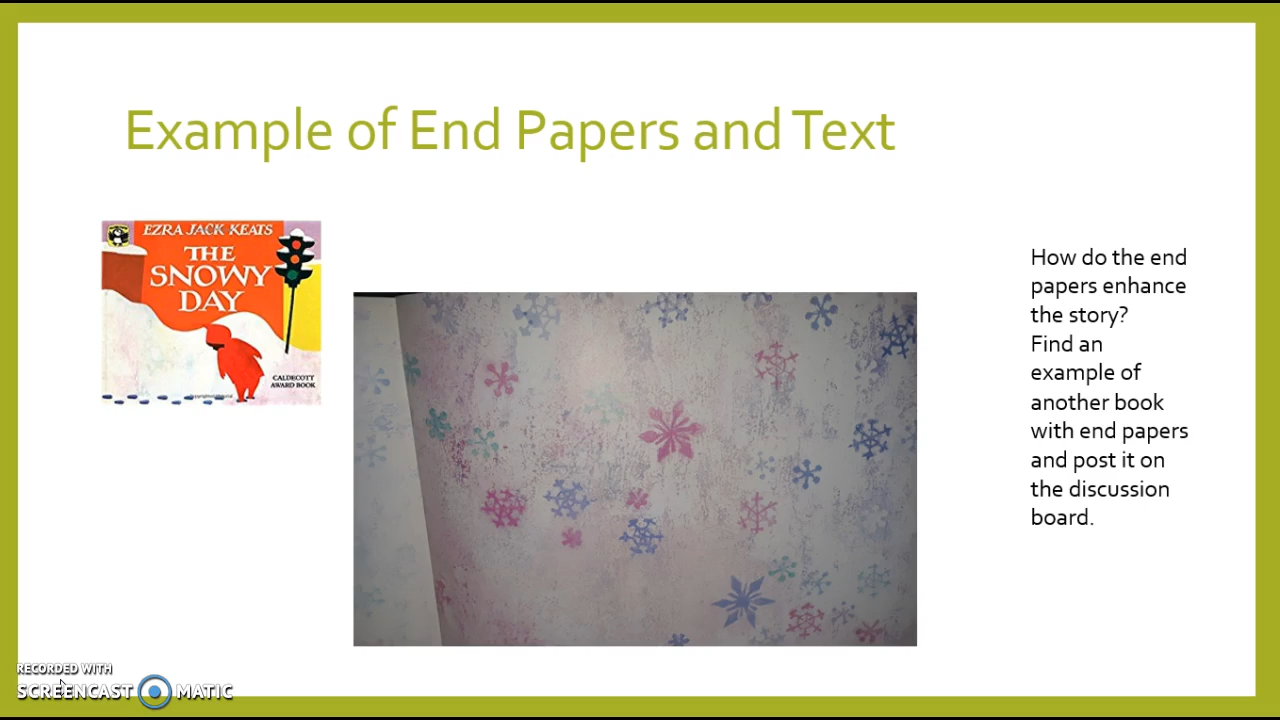 Example of End Papers and Text
EZRA JACK KEATS
THE
SNOWY
DAY
CALDECOTT
AWARD BOOK
How do the end
papers enhance
the story?
Find an
example of
another book
with end papers
and post it on
the discussion
board.
RECORDED WITH
SCREENCAST MATIC